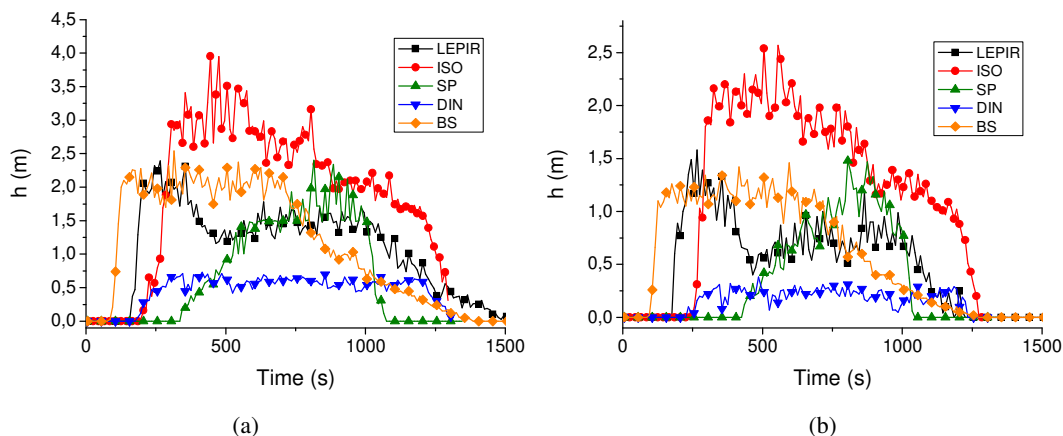 4,5
4,0
3,5
3,0
2,5
2,0
1,5
1,0
0,5
0,0
h (m)
0
500
1000
1500
Time (s)
LEPIR
ISO
SP
DIN
BS
(a)
2,5
2,0
1,5
1,0
0,5
0,0
h (m)
0
500
1000
1500
Time (s)
LEPIR
ISO
SP
DIN
BS
(b)